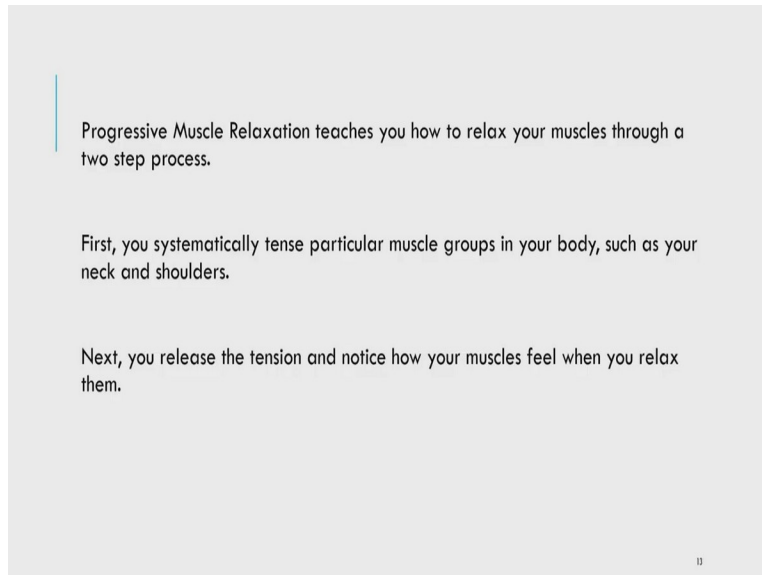 Progressive Muscle Relaxation teaches you how to relax your muscles through a
two step process.
First, you systematically tense particular muscle groups in your body, such as your
neck and shoulders.
Next, you release the tension and notice how your muscles feel when you relax
them.
13